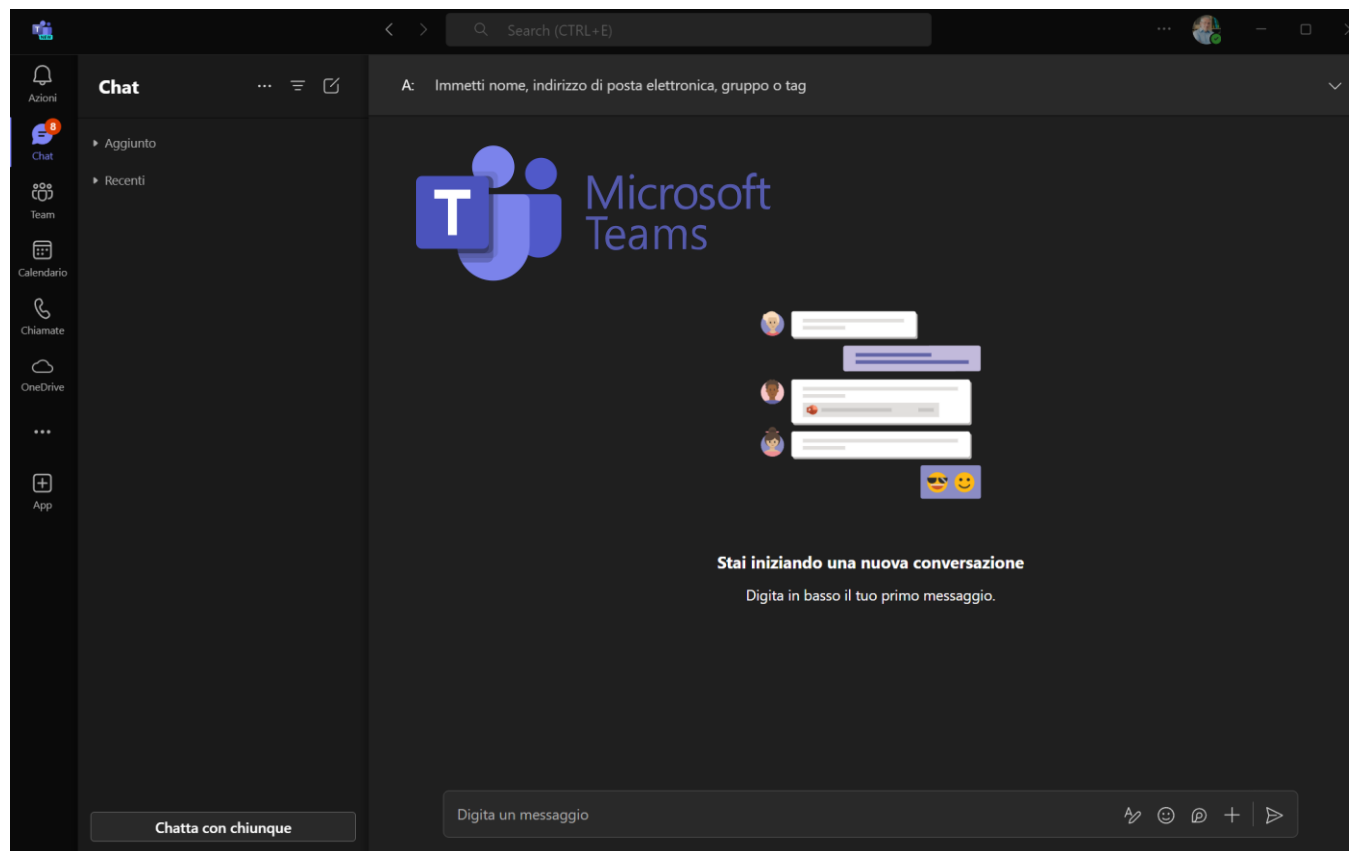 Search (CTRL+E)
Azioni
Chat
A: Immetti nome, indirizzo di posta elettronica, gruppo o tag
8
Chat
Aggiunto
Recenti
Team
Calendario
Chiamate
OneDrive
App
T Microsoft
Teams
Stai iniziando una nuova conversazione
Digita in basso il tuo primo messaggio.
Digita un messaggio
Chatta con chiunque